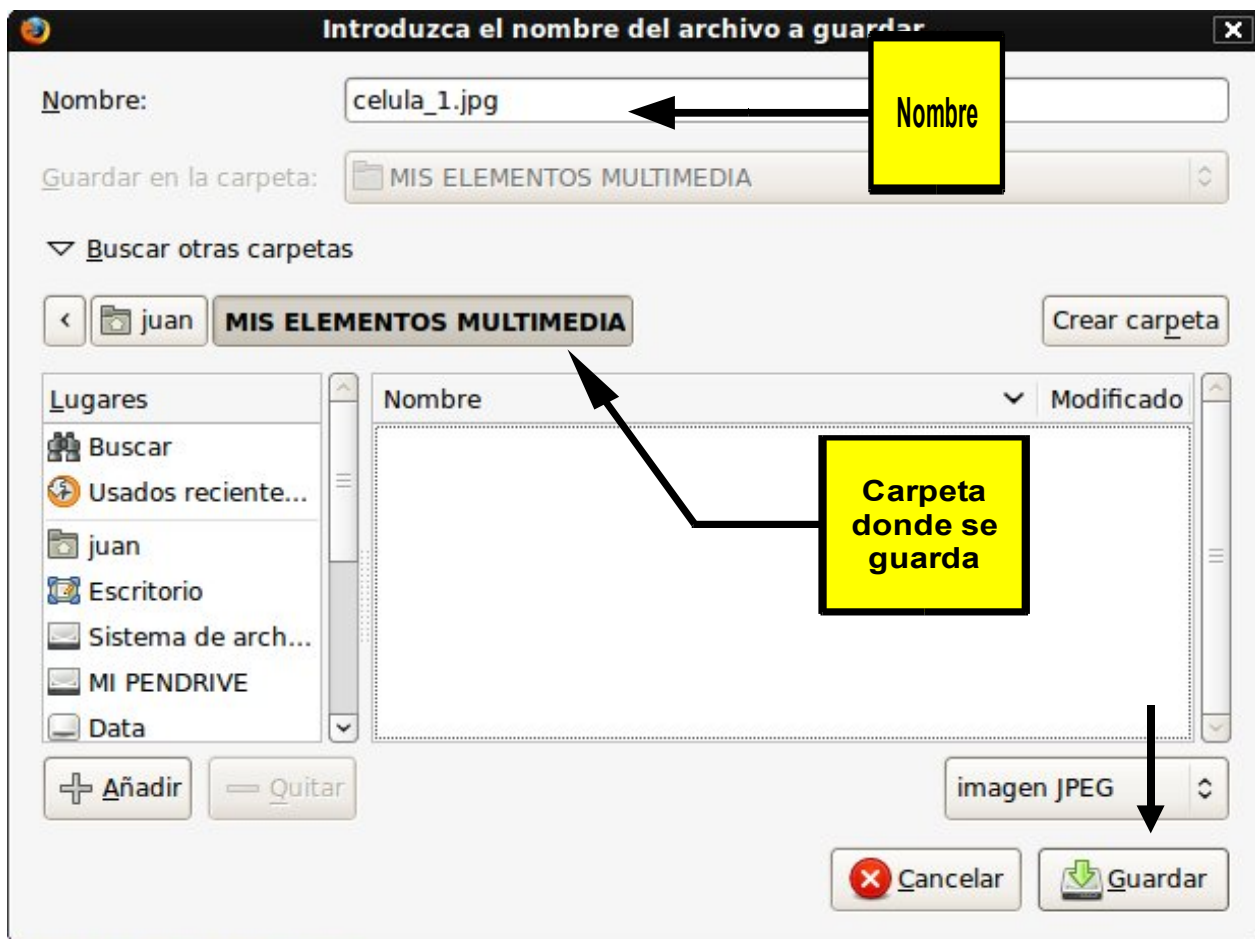 Introduzca el nombre del archivo a guardar
Nombre:
celula_1.jpg
Nombre
Guardar en la carpeta:
MIS ELEMENTOS MULTIMEDIA
Buscar otras carpetas
juan
MIS ELEMENTOS MULTIMEDIA
Crear carpeta
Lugares
Nombre
Modificado
Buscar
Usados reciente...
juan
Escritorio
Sistema de arch...
MI PENDRIVE
Data
Carpeta
donde se
guarda
Añadir
Quitar
imagen JPEG
Cancelar
Guardar